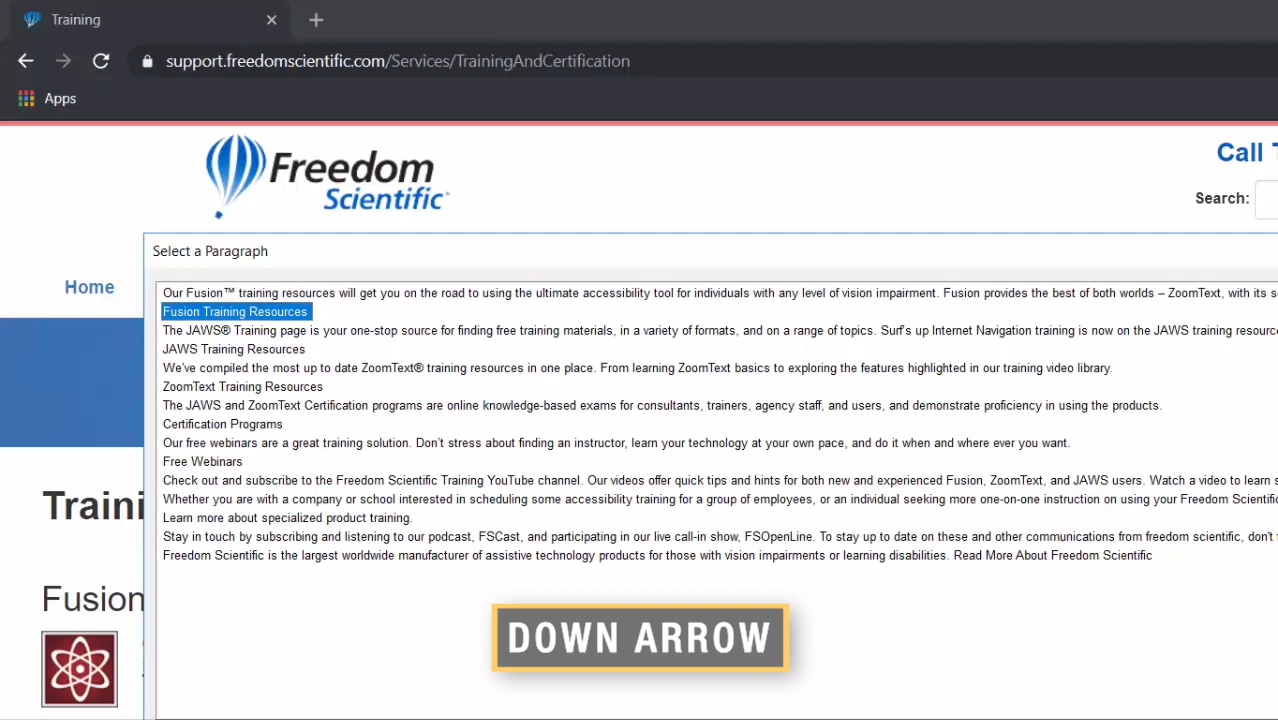 Training
support.freedomscientific.com/Services/TrainingAndCertification
Apps
Freedom
Scientific™
Call
Search:
Home
Select a Paragraph
Our Fusion™ training resources will get you on the road to using the ultimate accessibility tool for individuals with any level of vision impairment. Fusion provides the best of both worlds – ZoomText, with its
Fusion Training Resources
The JAWS® Training page is your one-stop source for finding free training materials, in a variety of formats, and on a range of topics. Surf's up Internet Navigation training is now on the JAWS training
JAWS Training Resources
We've compiled the most up to date ZoomText® training resources in one place. From learning ZoomText basics to exploring the features highlighted in our training video library.
ZoomText Training Resources
The JAWS and ZoomText Certification programs are online knowledge-based exams for consultants, trainers, agency staff, and users, and demonstrate proficiency in using the products.
Certification Programs
Our free webinars are a great training solution. Don't stress about finding an instructor, learn your technology at your own pace, and do it when and where ever you want.
Free Webinars
Check out and subscribe to the Freedom Scientific Training YouTube channel. Our videos offer quick tips and hints for both new and experienced Fusion, ZoomText, and JAWS users. Watch a video to learn
Whether you are with a company or school interested in scheduling some accessibility training for a group of employees, or an individual seeking more one-on-one instruction on using your Freedom
Learn more about specialized product training.
Stay in touch by subscribing and listening to our podcast, FSCast, and participating in our live call-in show, FSOpenLine. To stay up to date on these and other communications from freedom scientific, don't
Freedom Scientific is the largest worldwide manufacturer of assistive technology products for those with vision impairments or learning disabilities. Read More About Freedom Scientific
Traini
Fusion
DOWN ARROW